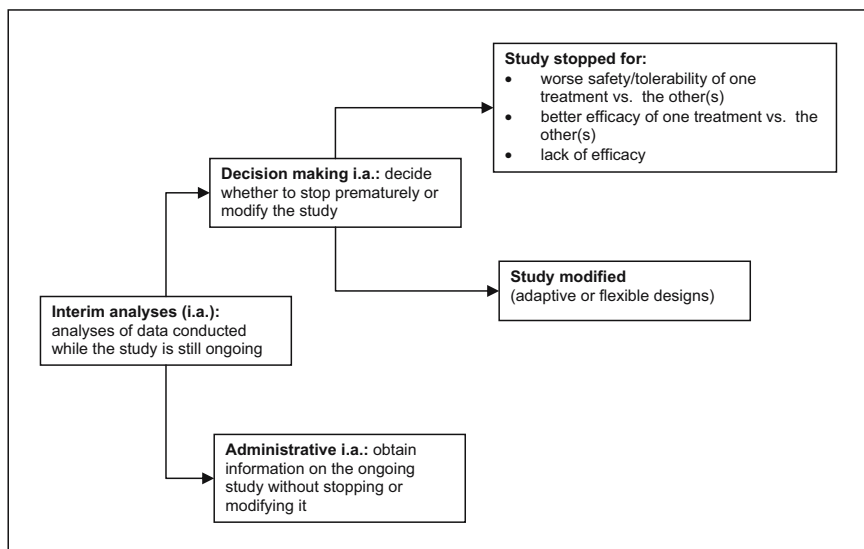 Study stopped for:
• worse safety/tolerability of one
treatment vs. the other(s)
• better efficacy of one treatment vs. the
other(s)
• lack of efficacy
Decision making i.a.: decide
whether to stop prematurely or
modify the study
Study modified
(adaptive or flexible designs)
Interim analyses (i.a.):
analyses of data conducted
while the study is still ongoing
Administrative i.a.: obtain
information on the ongoing
study without stopping or
modifying it